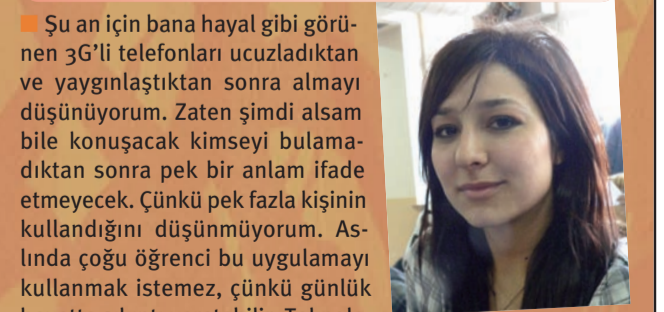 Şu an için bana hayal gibi görü-
nen 3G’li telefonları ucuzladıktan
ve yaygınlaştıktan sonra almayı
düşünüyorum. Zaten şimdi alsam
bile konuşacak kimseyi bulama-
dıktan sonra pek bir anlam ifade
etmeyecek. Çünkü pek fazla kişinin
kullandığını düşünmüyorum. As-
lında çoğu öğrenci bu uygulamayı
kullanmak istemez, çünkü günlük